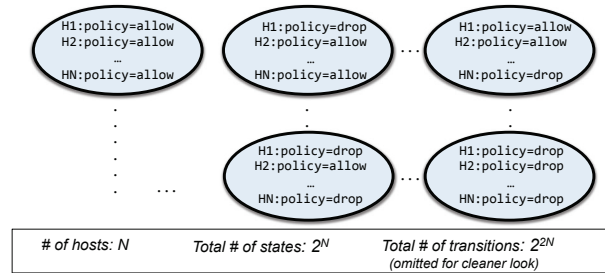 H1:policy=allow
H2:policy=allow
…
HN:policy=allow
H1:policy=drop
H2:policy=allow
…
HN:policy=allow
...
H1:policy=allow
H2:policy=allow
…
HN:policy=drop
...
H1:policy=drop
H2:policy=allow
…
HN:policy=drop
...
H1:policy=drop
H2:policy=drop
…
HN:policy=drop
# of hosts: N
Total # of states: 2^N
Total # of transitions: 2^2N
(omitted for cleaner look)